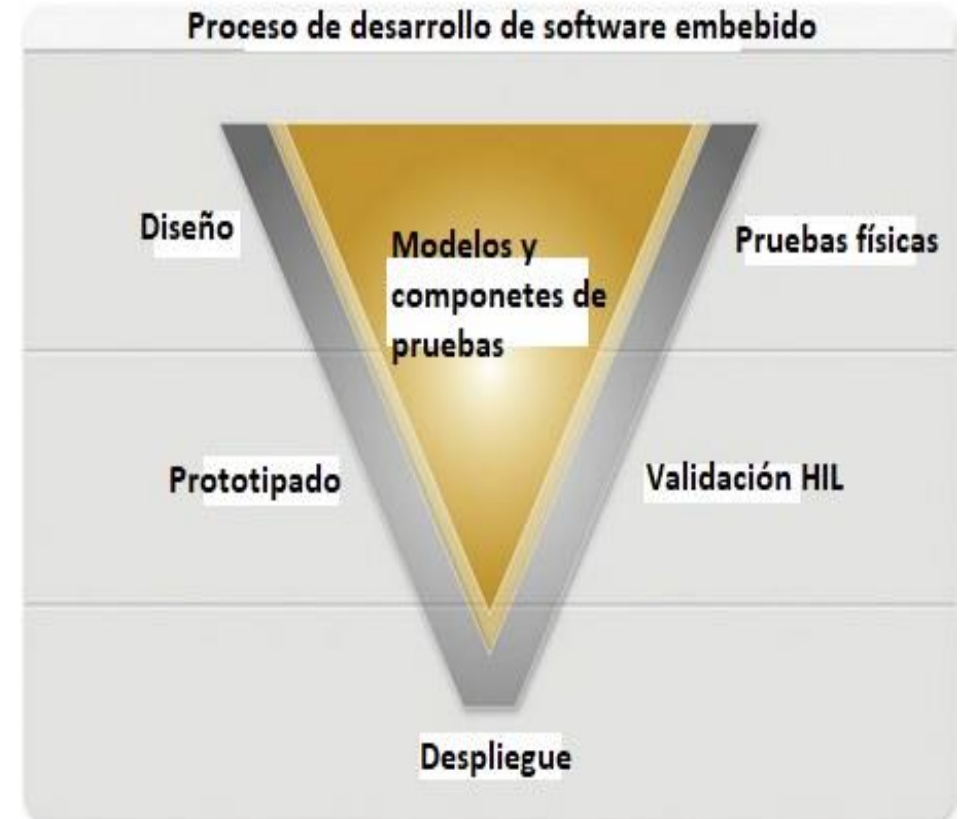 Proceso de desarrollo de software embebido
Diseño
Modelos y
componetes de
pruebas
Pruebas físicas
Prototipado
Validación HIL
Despliegue